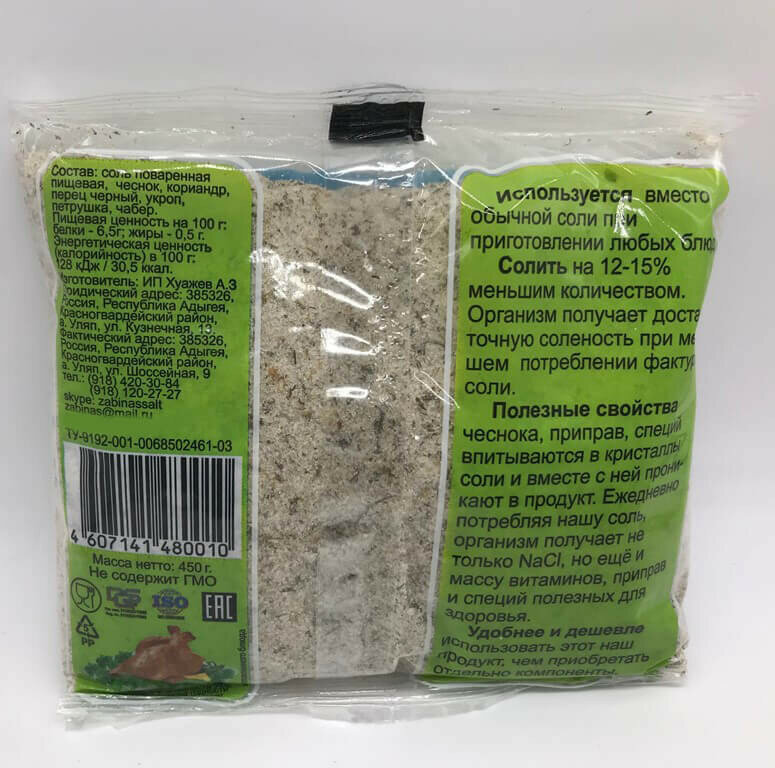 Состав: соль поваренная
пищевая, чеснок, кориандр,
перец черный, укроп,
петрушка, чабер.
Пищевая ценность на 100 г:
белки - 6,5г; жиры - 0,5 г.
Энергетическая ценность
(калорийность) в 100 г:
128 кДж / 30,5 ккал.
Изготовитель: ИП Хуажев А.З
Юридический адрес: 385326,
Россия, Республика Адыгея,
Красногвардейский район,
а. Уляп, ул. Кузнечная, 13
Фактический адрес: 385326,
Россия, Республика Адыгея,
Красногвардейский район,
а. Уляп, ул. Шоссейная, 9
тел.: (918) 420-30-84
(918) 120-27-27
skype: zabinassalt
zabinas@mail.ru
ТУ-9192-001-0068502461-03
4 607141 480010
Масса нетто: 450 г.
Не содержит ГМО
ISO
EAC
5
PP
Используется вместо
обычной соли при
приготовлении любых блюд
Солить на 12-15%
меньшим количеством.
Организм получает доста
точную соленость при ме
шем потреблении фактур
соли.
Полезные свойства
чеснока, приправ, специй
впитываются в кристаллы
соли и вместе с ней прони-
кают в продукт. Ежедневно
потребляя нашу соль,
организм получает не
только NaCl, но ещё и
массу витаминов, приправ
и специй полезных для
здоровья.
Удобнее и дешевле
использовать этот наш
продукт, чем приобретать
отдельно компоненты.